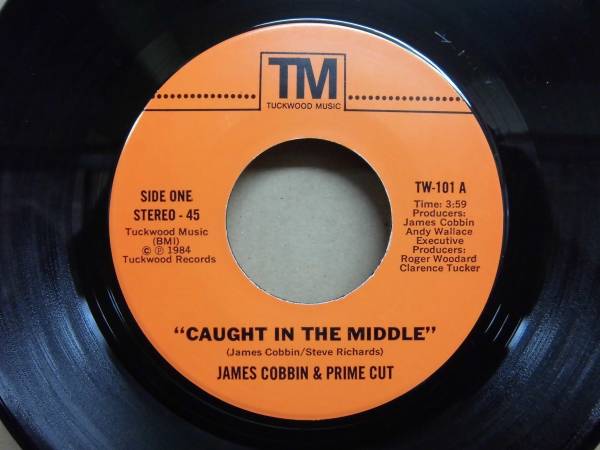 TM
TUCKWOOD MUSIC
SIDE ONE
STEREO - 45
Tuckwood Music
(BMI)
© ℗ 1984
Tuckwood Records
TW-101 A
Time: 3:59
Producers:
James Cobbin
Andy Wallace
Executive
Producers:
Roger Woodard
Clarence Tucker
"CAUGHT IN THE MIDDLE"
(James Cobbin/Steve Richards)
JAMES COBBIN & PRIME CUT